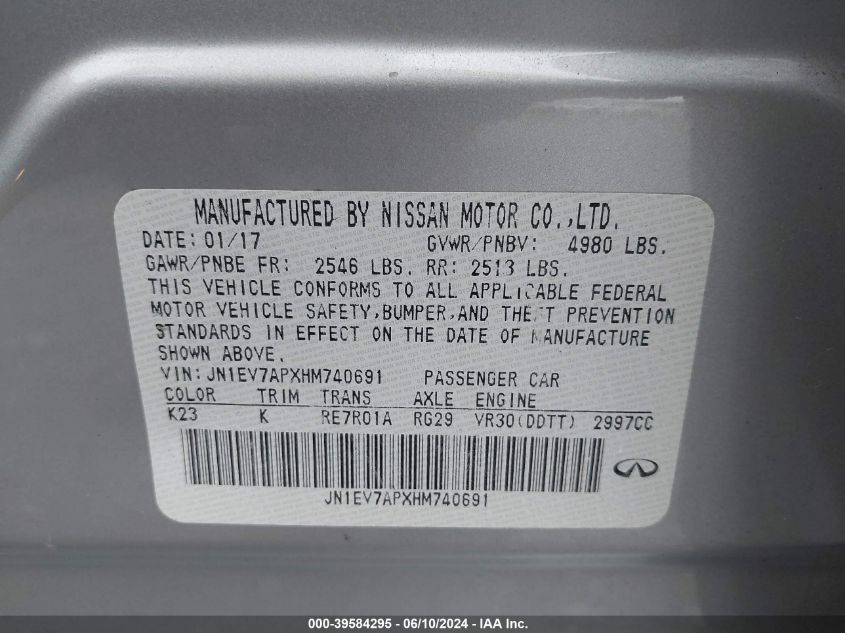 MANUFACTURED BY NISSAN MOTOR CO.,LTD.
DATE: 01/17 GVWR/PNBV: 4980 LBS.
GAWR/PNBE FR: 2546 LBS. RR: 2513 LBS.
THIS VEHICLE CONFORMS TO ALL APPLICABLE FEDERAL
MOTOR VEHICLE SAFETY,BUMPER,AND THEFT PREVENTION
STANDARDS IN EFFECT ON THE DATE OF MANUFACTURE
SHOWN ABOVE.
VIN:JN1EV7APXHM740691 PASSENGER CAR
COLOR TRIM TRANS AXLE ENGINE
K23 K RE7R01A RG29 VR30(DDTT) 2997CC
JN1EV7APXHM740691
000-39584295 - 06/10/2024 - IAA Inc.